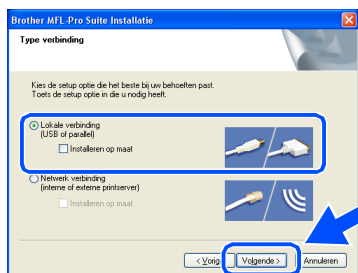 Brother MFL-Pro Suite Installatie
Type verbinding
Kies de setup optie die het beste bij uw behoeften past.
Toets de setup optie in die u nodig heeft.
Lokale verbinding
(USB of parallel)
Installeren op maat
Netwerk verbinding
(interne of externe printserver)
Installeren op maat
< Vorig Volgende > Annuleren